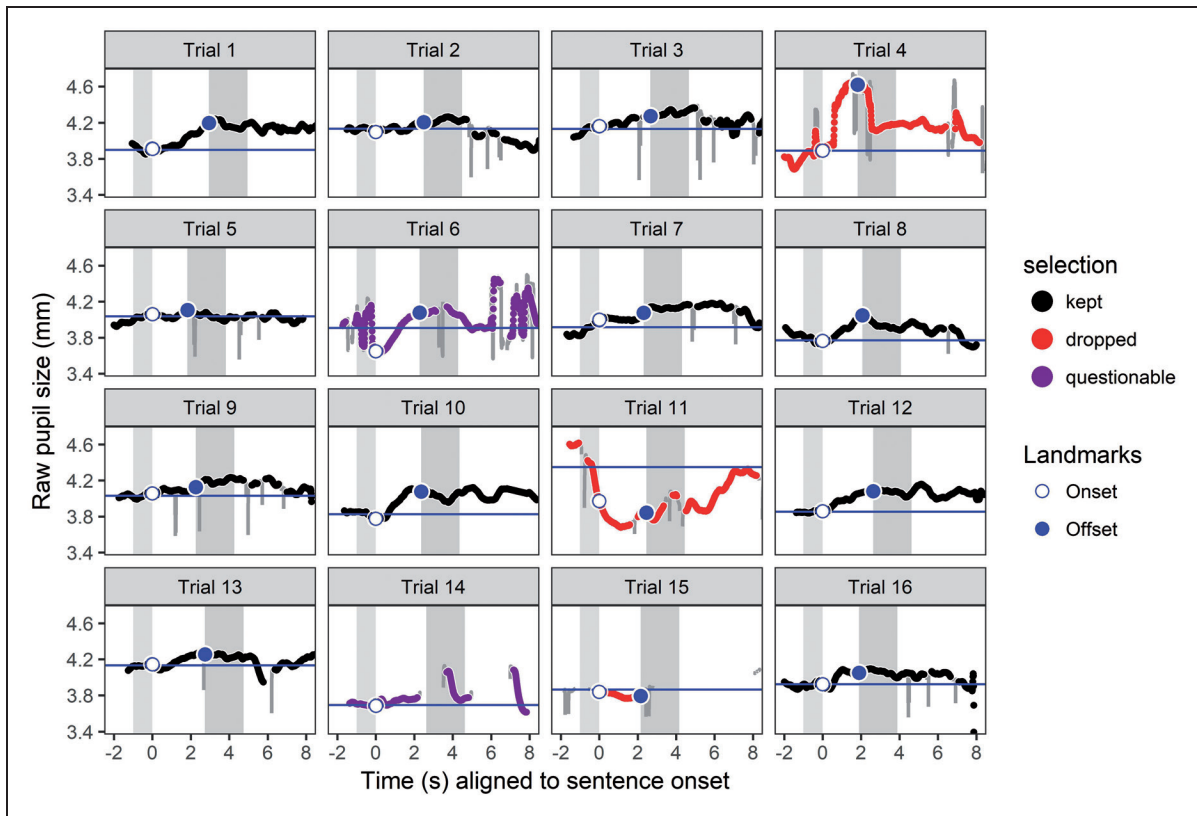 Trial 1 Trial 2 Trial 3 Trial 4
4.6
4.2
3.8
3.4
Trial 5 Trial 6 Trial 7 Trial 8
4.6
4.2
3.8
3.4
Trial 9 Trial 10 Trial 11 Trial 12
4.6
4.2
3.8
3.4
Trial 13 Trial 14 Trial 15 Trial 16
4.6
4.2
3.8
3.4
-2 0 2 4 6 8 -2 0 2 4 6 8 -2 0 2 4 6 8 -2 0 2 4 6 8
Time (s) aligned to sentence onset
Raw pupil size (mm)
selection
kept
dropped
questionable
Landmarks
Onset
Offset